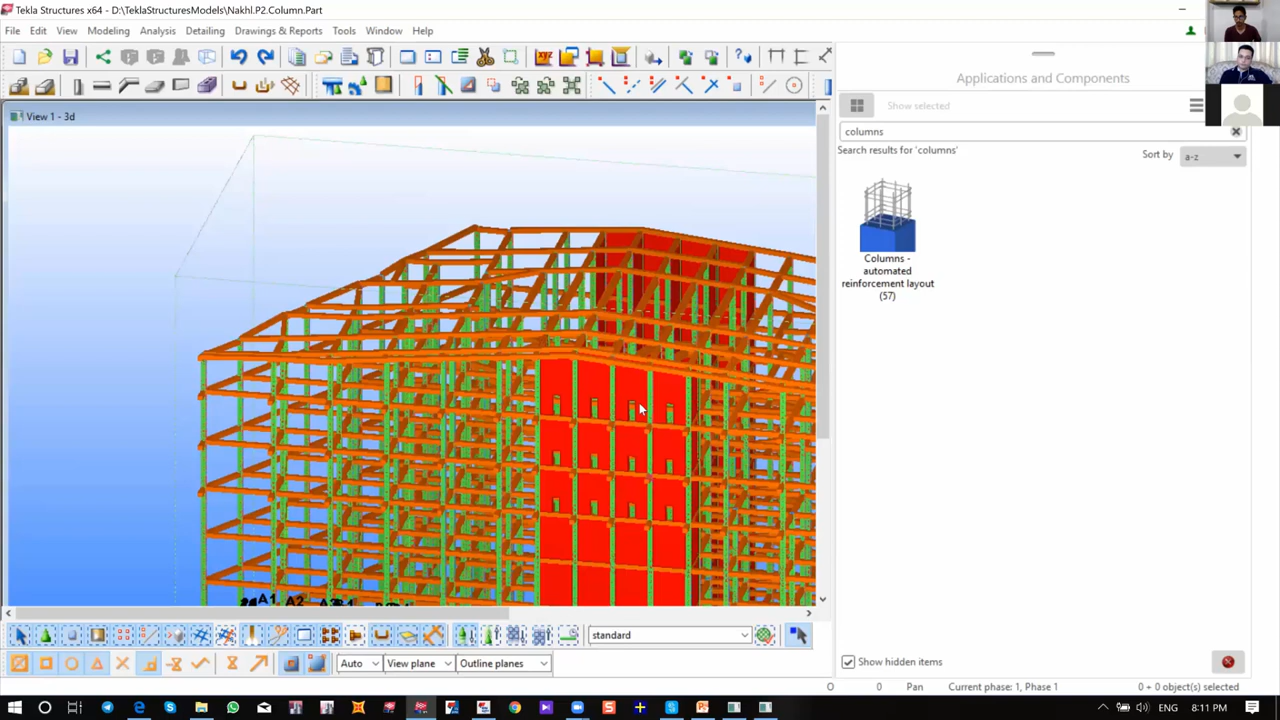 Tekla Structures x64 - D:\TeklaStructuresModels\Nakhl.P2.Column.Part
File Edit View Modeling Analysis Detailing Drawings & Reports Tools Window Help
xyz
View 1 - 3d
Applications and Components
Show selected
columns
Search results for 'columns'
Sort by
a-z
Columns -
automated
reinforcement layout
(57)
A1 A2
standard
Auto
View plane
Outline planes
Show hidden items
O 0 Pan Current phase: 1, Phase 1 0 + 0 object(s) selected
ENG 8:11 PM